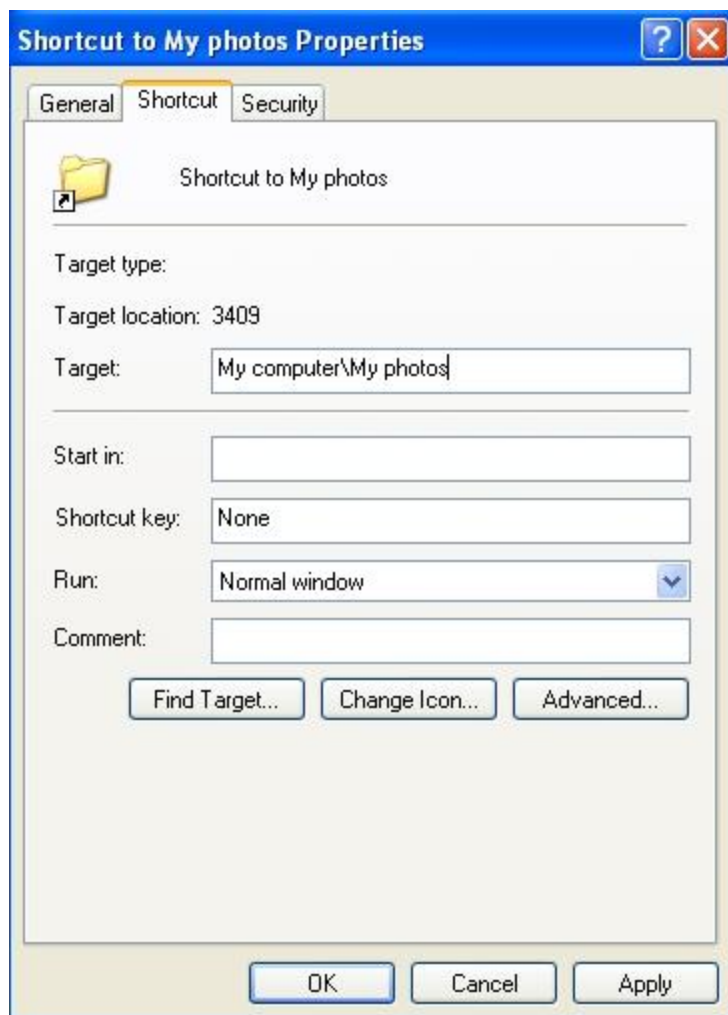 Shortcut to My photos Properties
General Shortcut Security
Shortcut to My photos
Target type:
Target location: 3409
Target: My computer\My photos
Start in:
Shortcut key: None
Run: Normal window
Comment:
Find Target... Change Icon... Advanced...
OK Cancel Apply